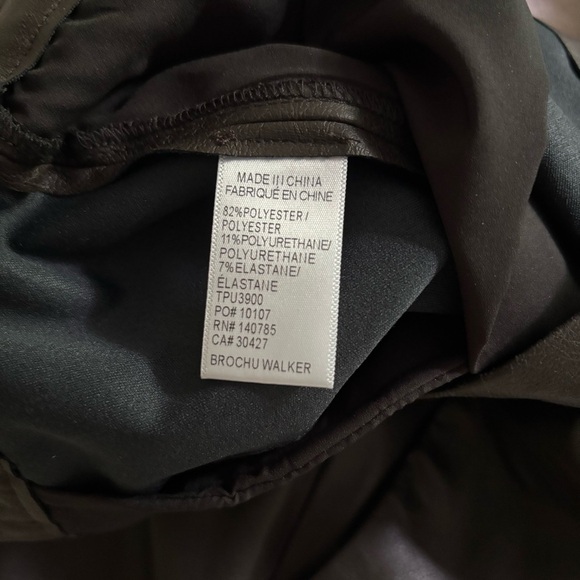 MADE IN CHINA
FABRIQUÉ EN CHINE
82%POLYESTER/
POLYESTER
11%POLYURETHANE/
POLYURETHANE
7%ELASTANE/
ÉLASTANE
TPU3900
PO# 10107
RN# 140785
CA# 30427
BROCHU WALKER